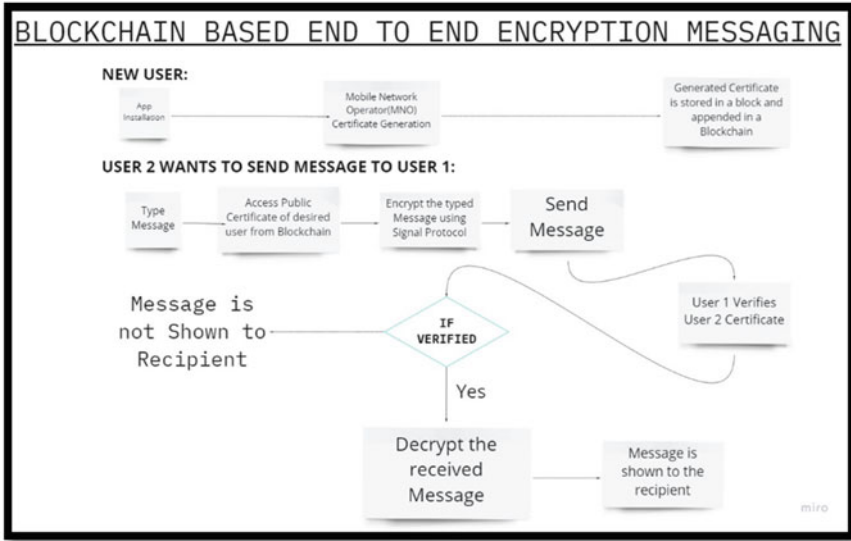 BLOCKCHAIN BASED END TO END ENCRYPTION MESSAGING
NEW USER:
App
Installation
Mobile Network
Operator(MNO)
Certificate Generation
Generated Certificate
is stored in a block and
appended in a
Blockchain
USER 2 WANTS TO SEND MESSAGE TO USER 1:
Type
Message
Access Public
Certificate of desired
user from Blockchain
Encrypt the typed
Message using
Signal Protocol
Send
Message
User 1 Verifies
User 2 Certificate
IF
VERIFIED
Message is
not Shown to
Recipient
Yes
Decrypt the
received
Message
Message is
shown to the
recipient
miro